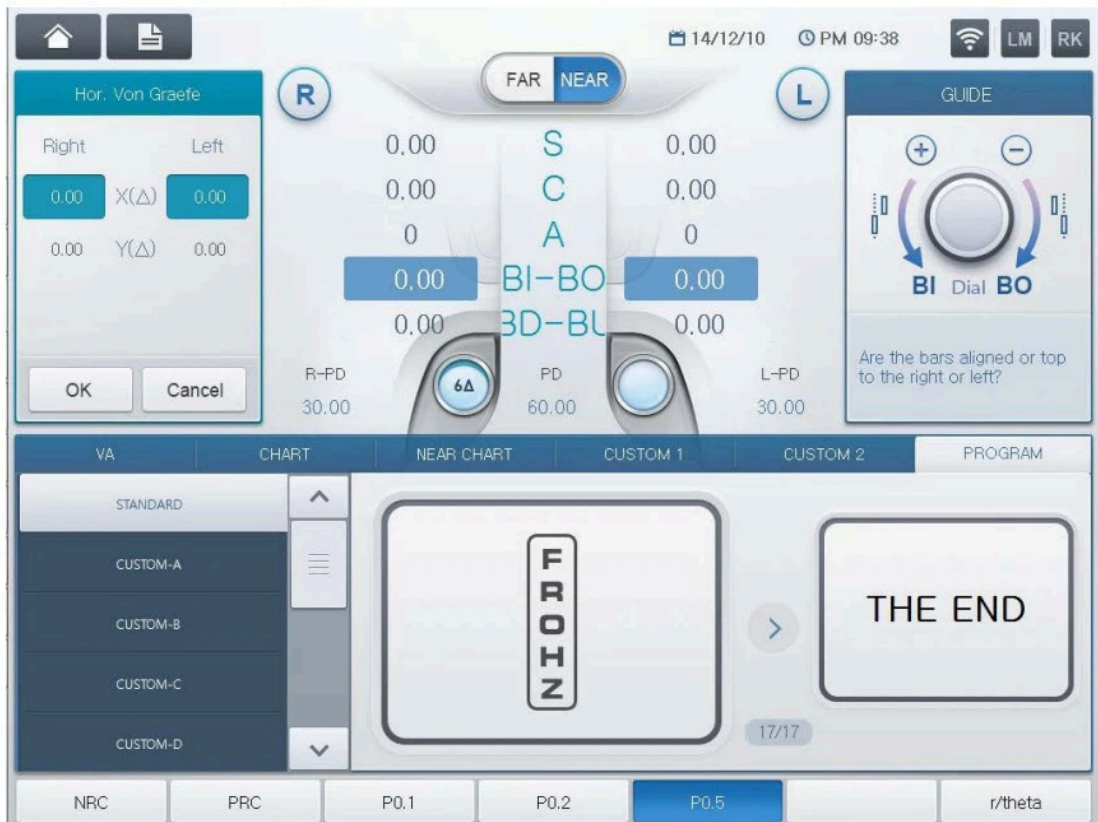 14/12/10 PM 09:38 LM RK
Hor. Von Graefe
Right Left
0.00 X(Δ) 0.00
0.00 Y(Δ) 0.00
OK Cancel
R FAR NEAR L
0.00 S 0.00
0.00 C 0.00
0 A 0
0.00 BI-BO 0.00
0.00 BD-BU 0.00
R-PD 6Δ PD L-PD
30.00 60.00 30.00
GUIDE
+ −
BI Dial BO
Are the bars aligned or top
to the right or left?
VA CHART NEAR CHART CUSTOM 1 CUSTOM 2 PROGRAM
STANDARD
CUSTOM-A
CUSTOM-B
CUSTOM-C
CUSTOM-D
F
R
O
H
Z
>
THE END
17/17
NRC PRC P0.1 P0.2 P0.5 r/theta